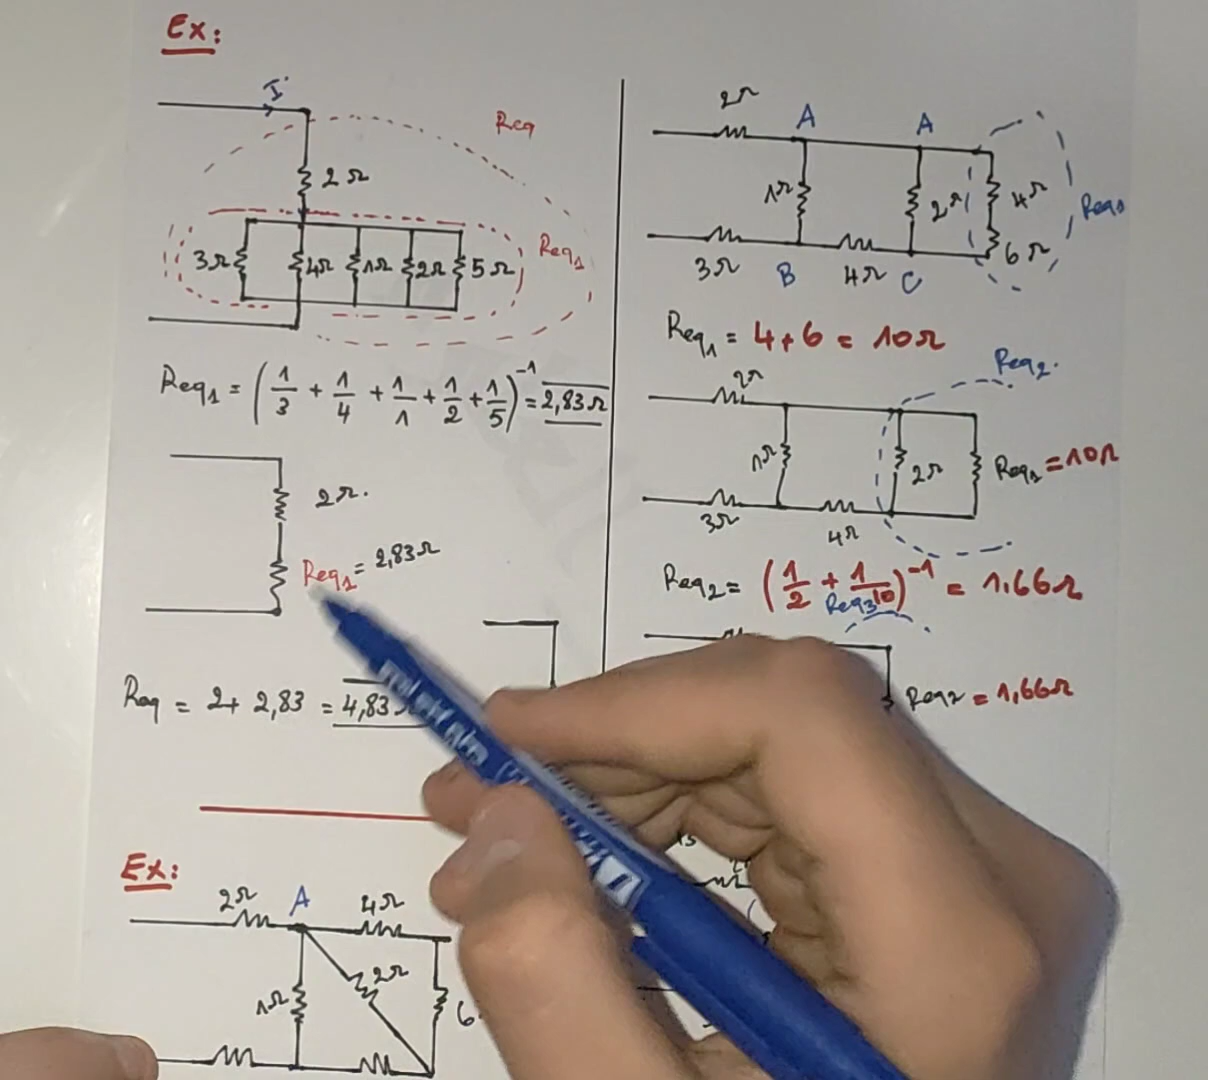 Ex:
I
Req
2Ω
Req₁
3Ω 4Ω 1Ω 2Ω 5Ω
Req₁ = (1/3 + 1/4 + 1/1 + 1/2 + 1/5)⁻¹ = 2,83Ω
2Ω.
Req₁ = 2,83Ω
Req = 2+ 2,83 = 4,83
Ex:
2Ω A 4Ω
2Ω
1Ω
6
2Ω
A A
1Ω 2Ω 4Ω
Req₁
6Ω
3Ω B 4Ω C
Req₁ = 4+6 = 10Ω
Req₂.
2Ω
1Ω 2Ω Req₁ = 10Ω
3Ω 4Ω
Req₂ = (1/2 + 1/10)⁻¹ = 1.66Ω
Req₃
Req₂ = 1,66Ω